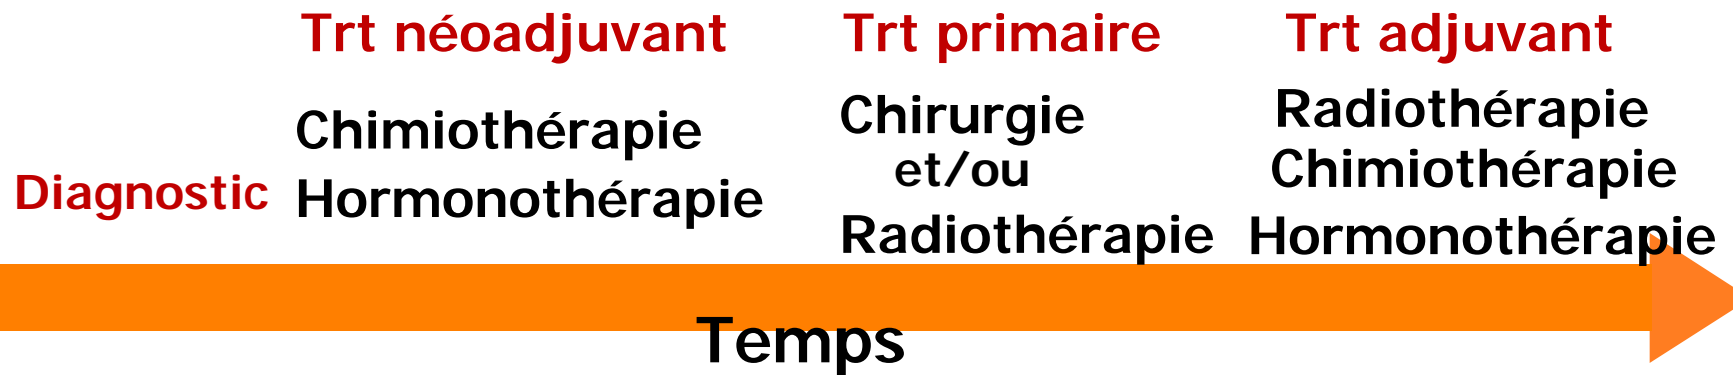 Trt néoadjuvant
Trt primaire
Trt adjuvant
Diagnostic
Chimiothérapie
Hormonothérapie
Chirurgie
et/ou
Radiothérapie
Radiothérapie
Chimiothérapie
Hormonothérapie
Temps